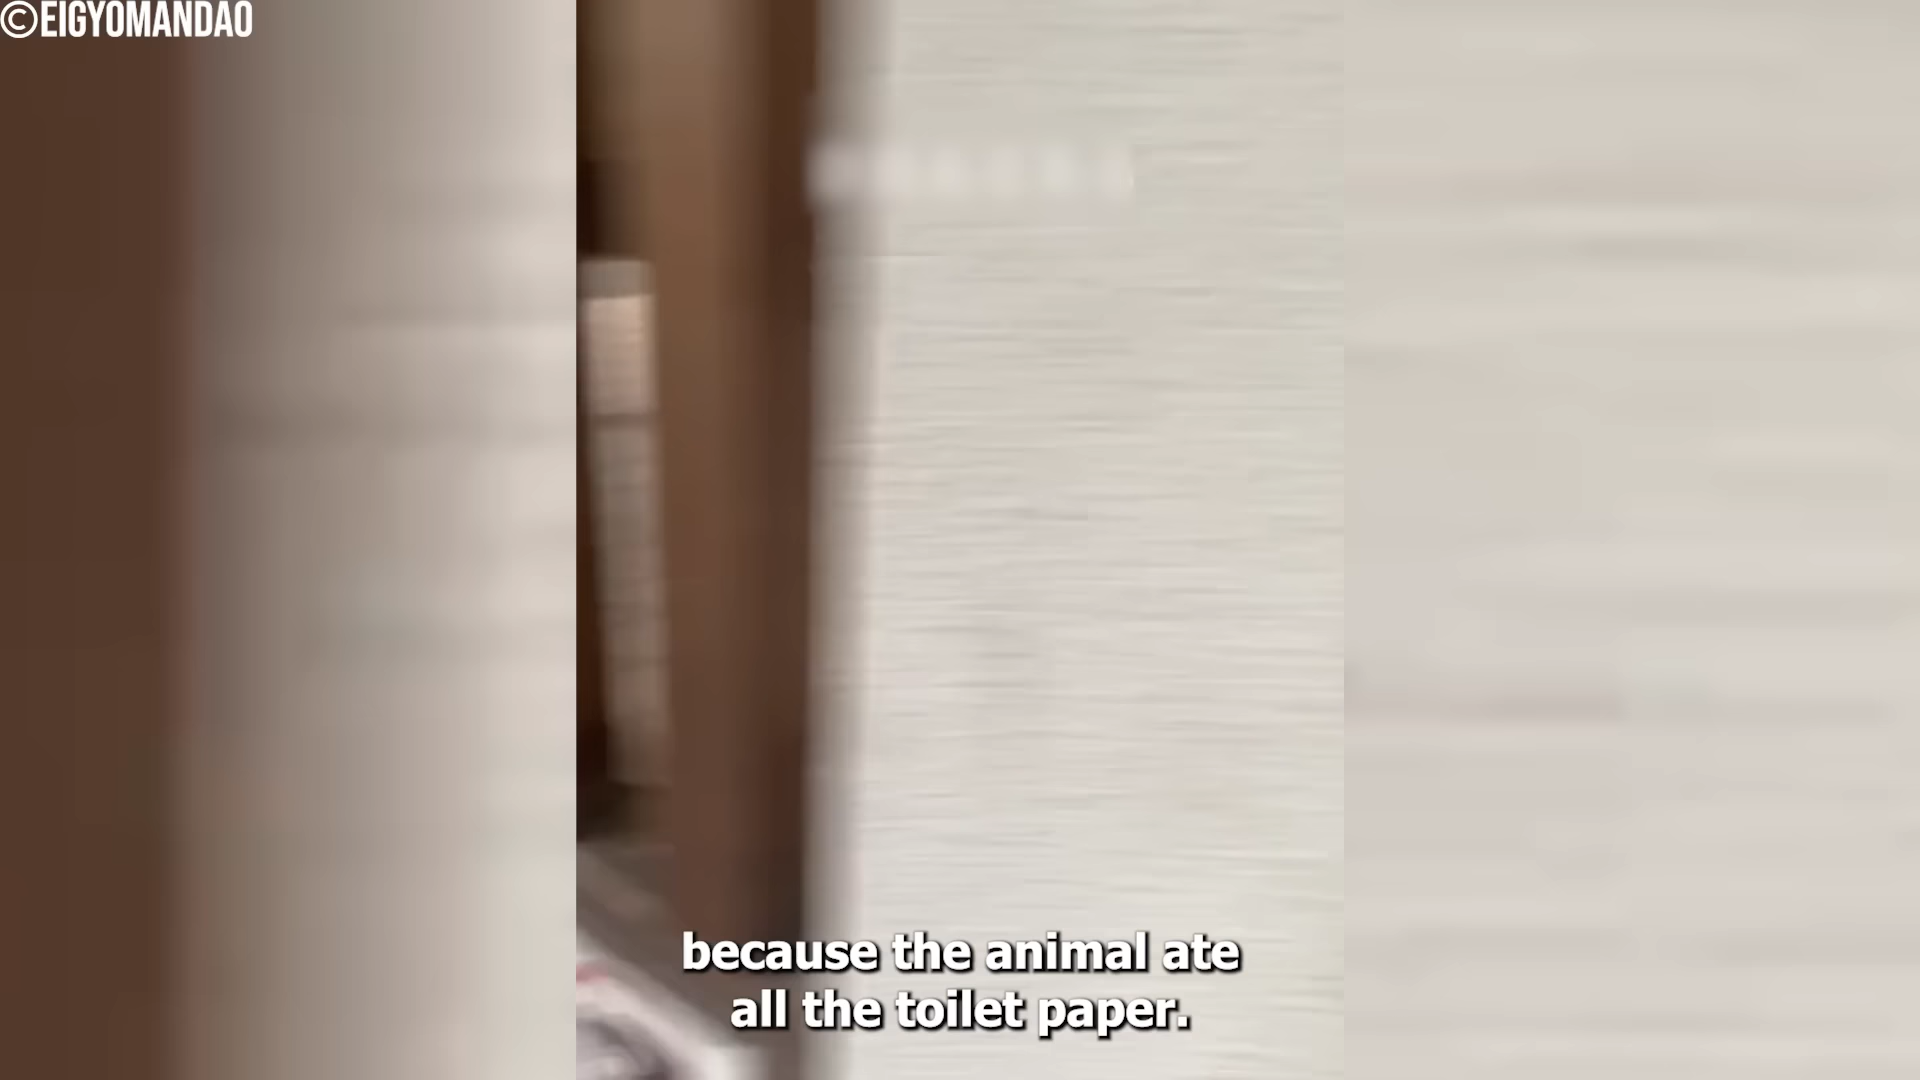 ©EIGYOMANDAO
because the animal ate
all the toilet paper.